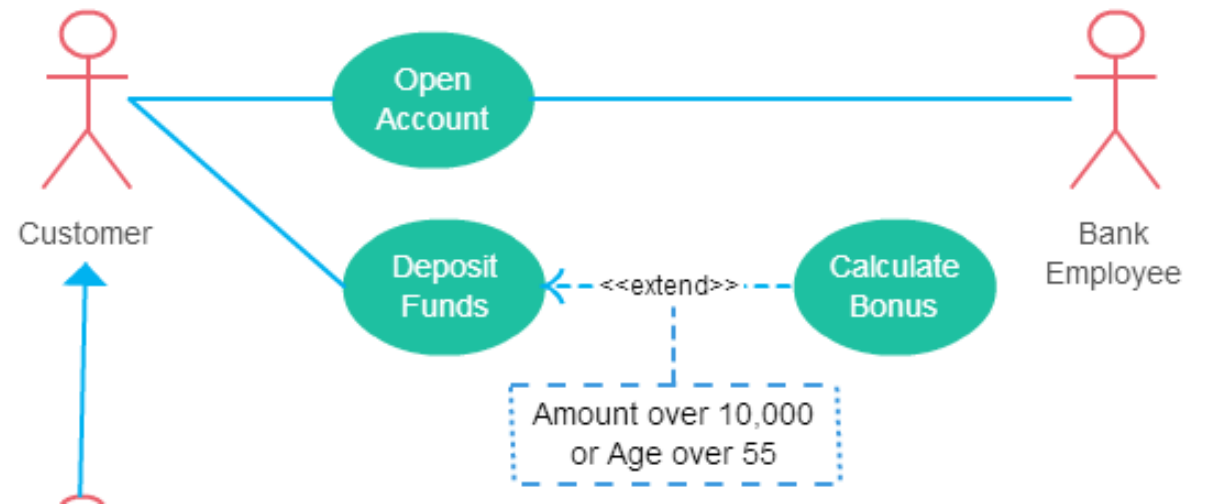 Open
Account
Customer
Bank
Employee
Deposit
Funds
<<extend>>
Calculate
Bonus
Amount over 10,000
or Age over 55